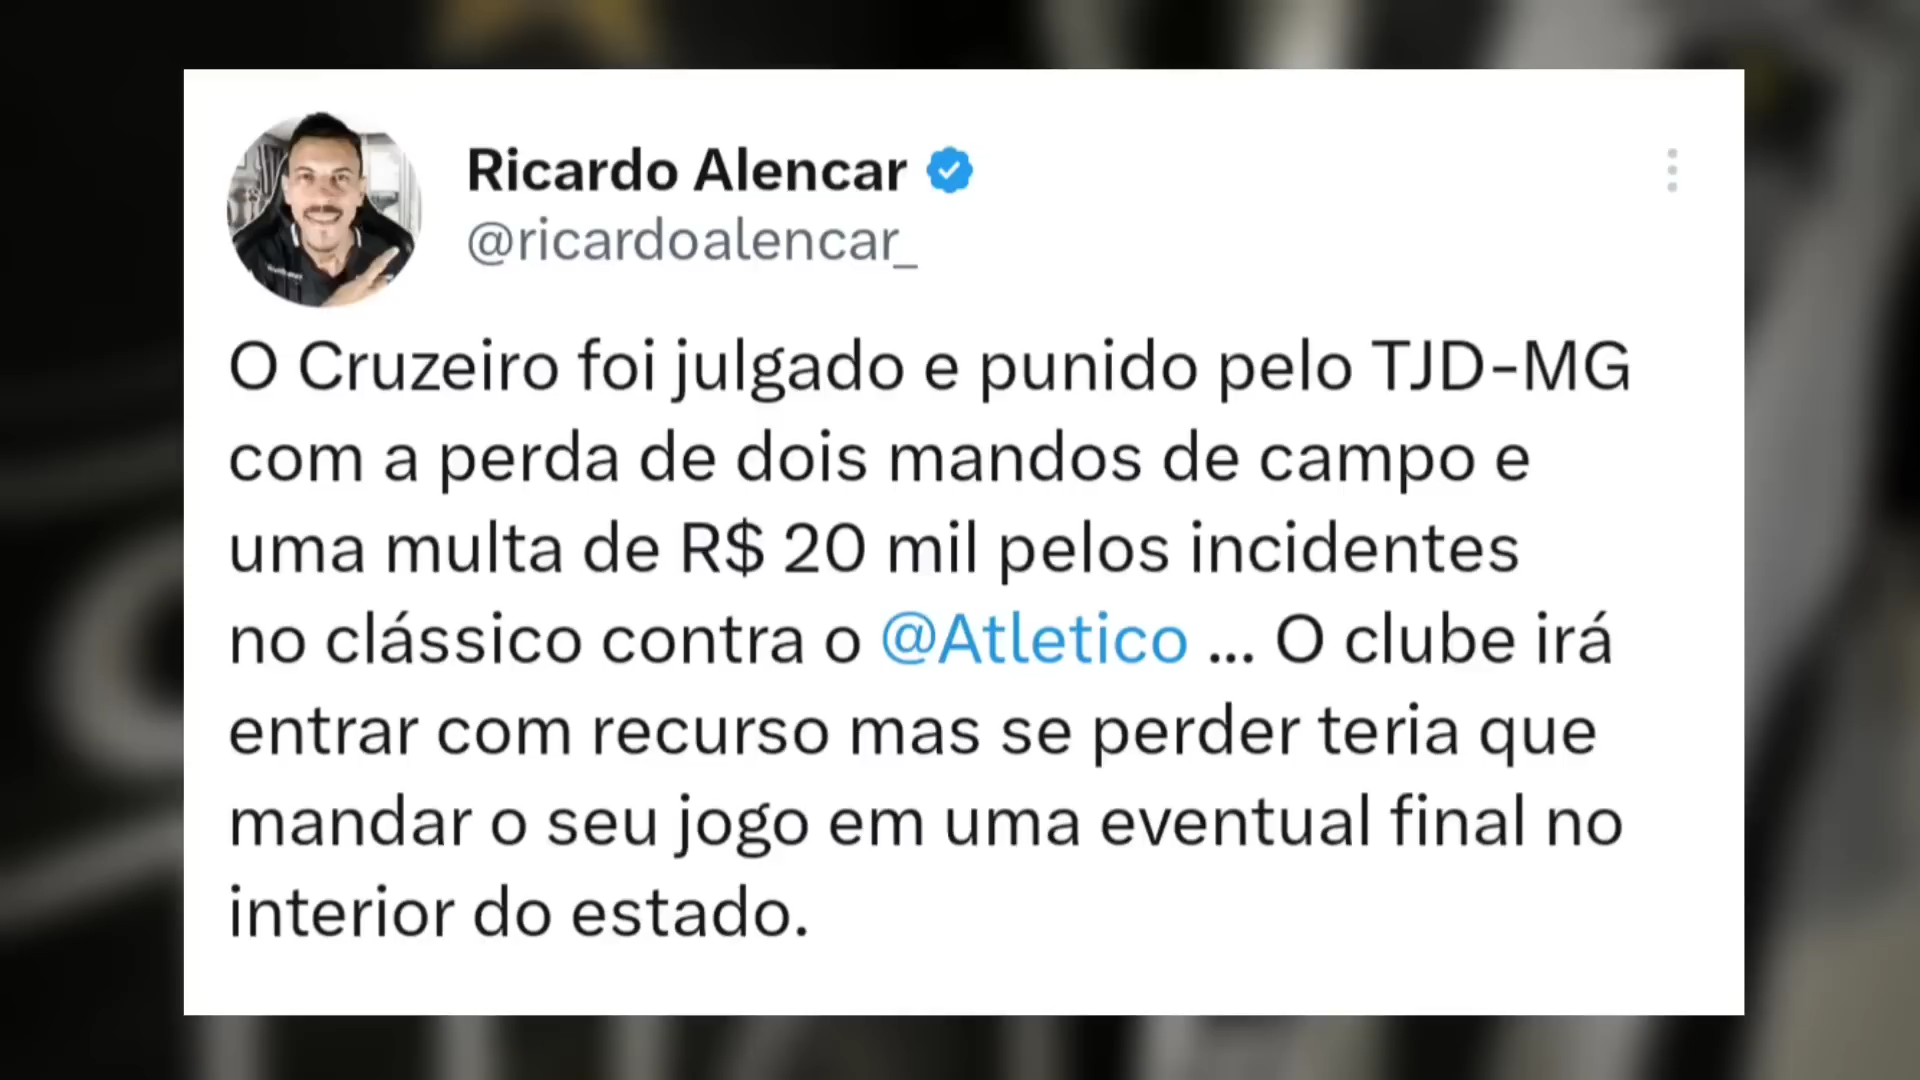 Ricardo Alencar
@ricardoalencar_
O Cruzeiro foi julgado e punido pelo TJD-MG
com a perda de dois mandos de campo e
uma multa de R$ 20 mil pelos incidentes
no clássico contra o @Atletico ... O clube irá
entrar com recurso mas se perder teria que
mandar o seu jogo em uma eventual final no
interior do estado.